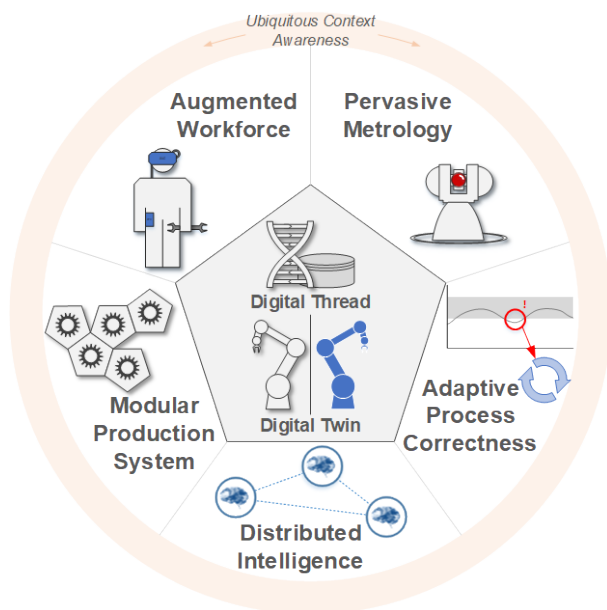 Ubiquitous Context
Awareness
Augmented
Workforce
Pervasive
Metrology
Digital Thread
!
Modular
Production
System
Digital Twin
Adaptive
Process
Correctness
Distributed
Intelligence